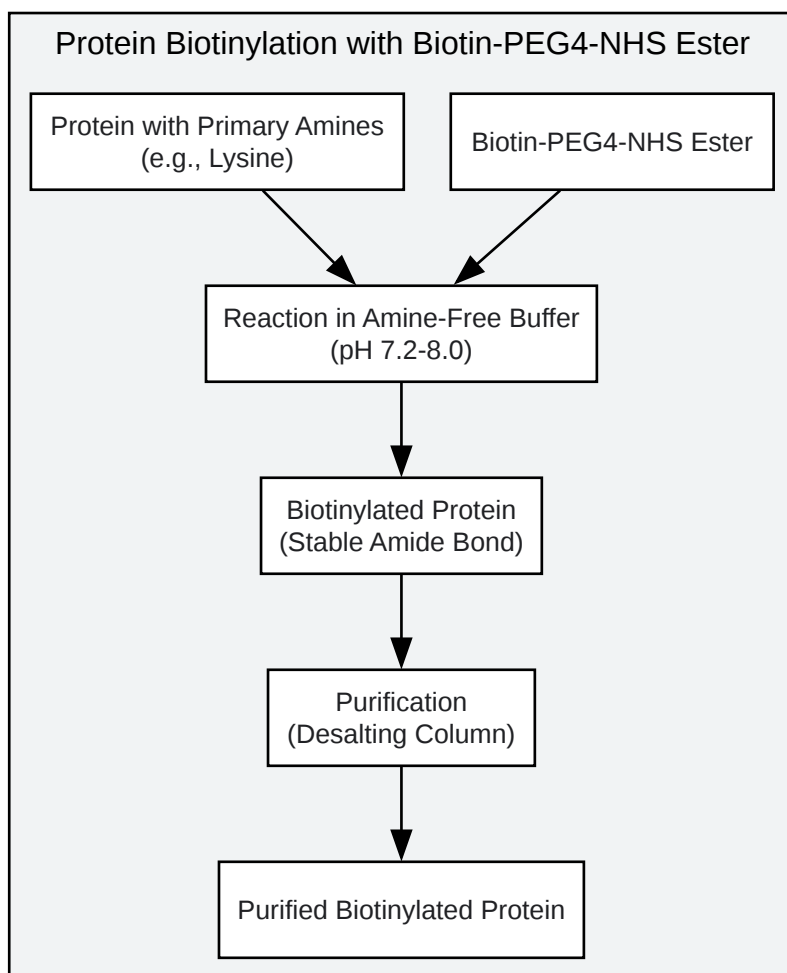 Protein Biotinylation with Biotin-PEG4-NHS Ester
Protein with Primary Amines
(e.g., Lysine)
Biotin-PEG4-NHS Ester
Reaction in Amine-Free Buffer
(pH 7.2-8.0)
Biotinylated Protein
(Stable Amide Bond)
Purification
(Desalting Column)
Purified Biotinylated Protein